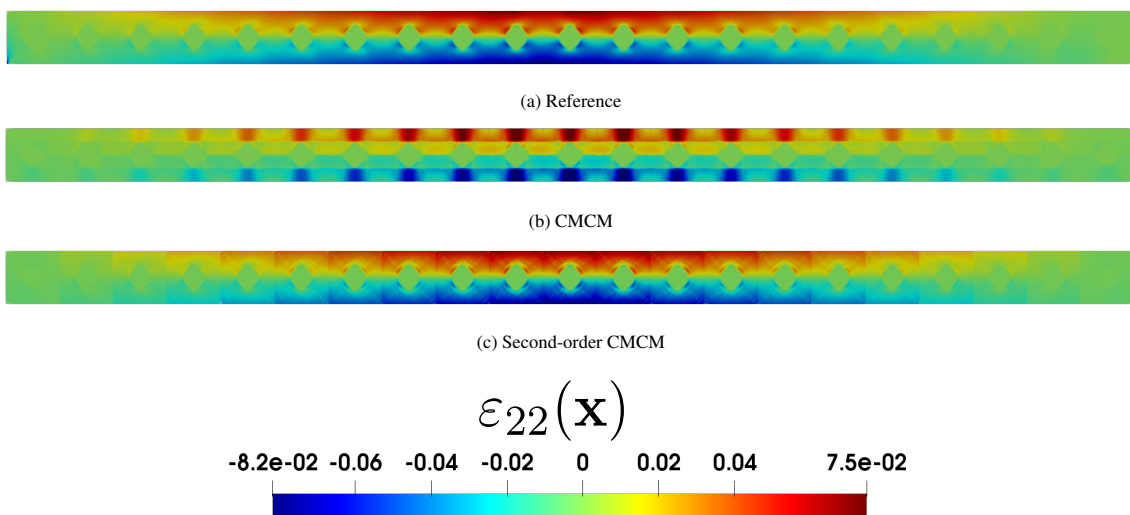 (a) Reference
(b) CMCM
(c) Second-order CMCM
ε₂₂(𝐱)
-8.2e-02 -0.06 -0.04 -0.02 0 0.02 0.04 7.5e-02